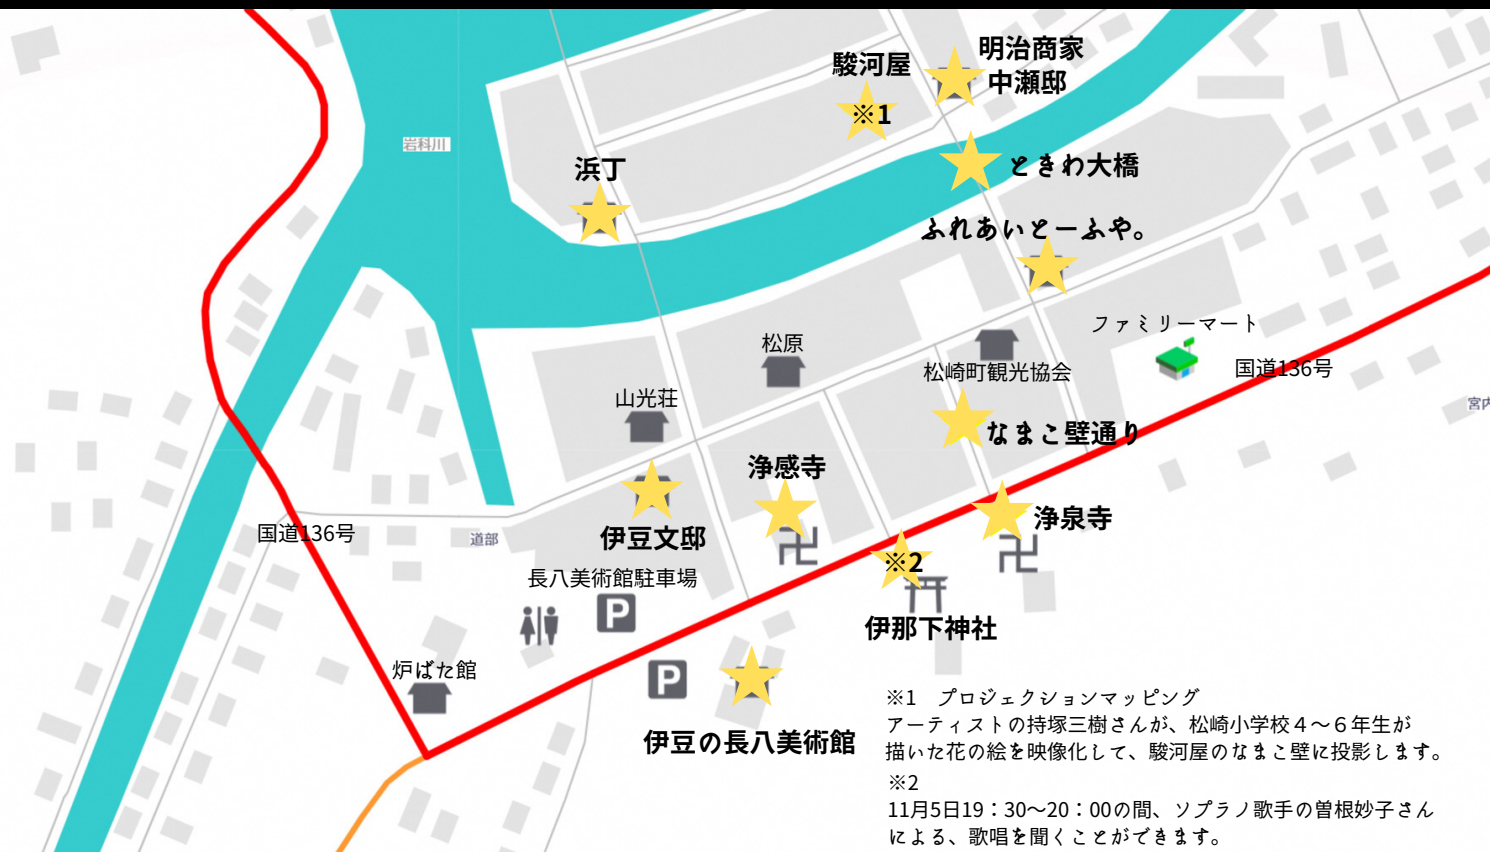 駿河屋
※1
明治商家
中瀬邸
岩科川
浜丁
ときわ大橋
ふれあいとーふや。
ファミリーマート
国道136号
松原
松崎町観光協会
山光荘
宮内
なまこ壁通り
浄感寺
国道136号
道部
伊豆文邸
浄泉寺
長八美術館駐車場
※2
P
伊那下神社
炉ばた館
P
伊豆の長八美術館
※1　プロジェクションマッピング
アーティストの持塚三樹さんが、松崎小学校４～６年生が
描いた花の絵を映像化して、駿河屋のなまこ壁に投影します。
※2
11月5日19：30～20：00の間、ソプラノ歌手の曽根妙子さん
による、歌唱を聞くことができます。